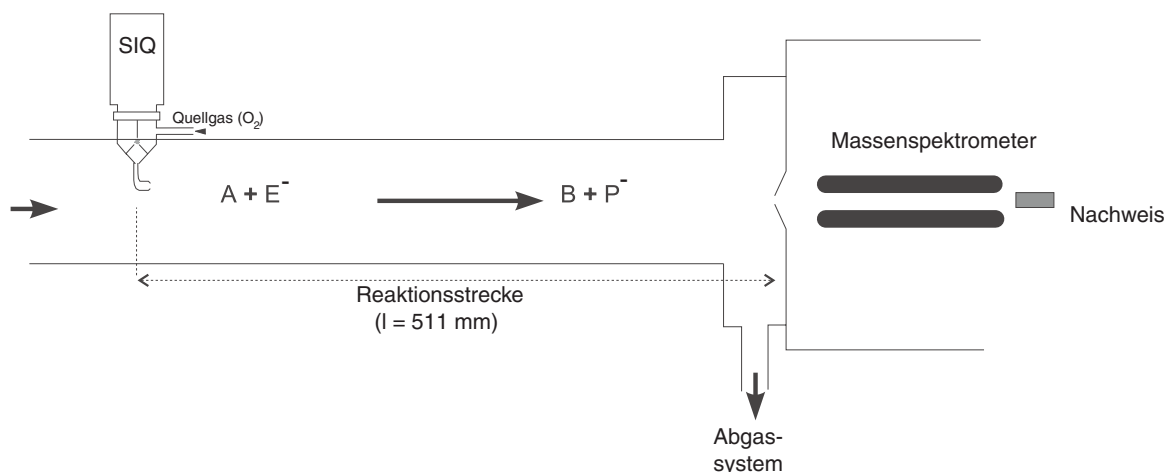 SIQ
Quellgas (O₂)
Massenspektrometer
A + E⁻
B + P⁻
Nachweis
Reaktionsstrecke
(l = 511 mm)
Abgas-
system